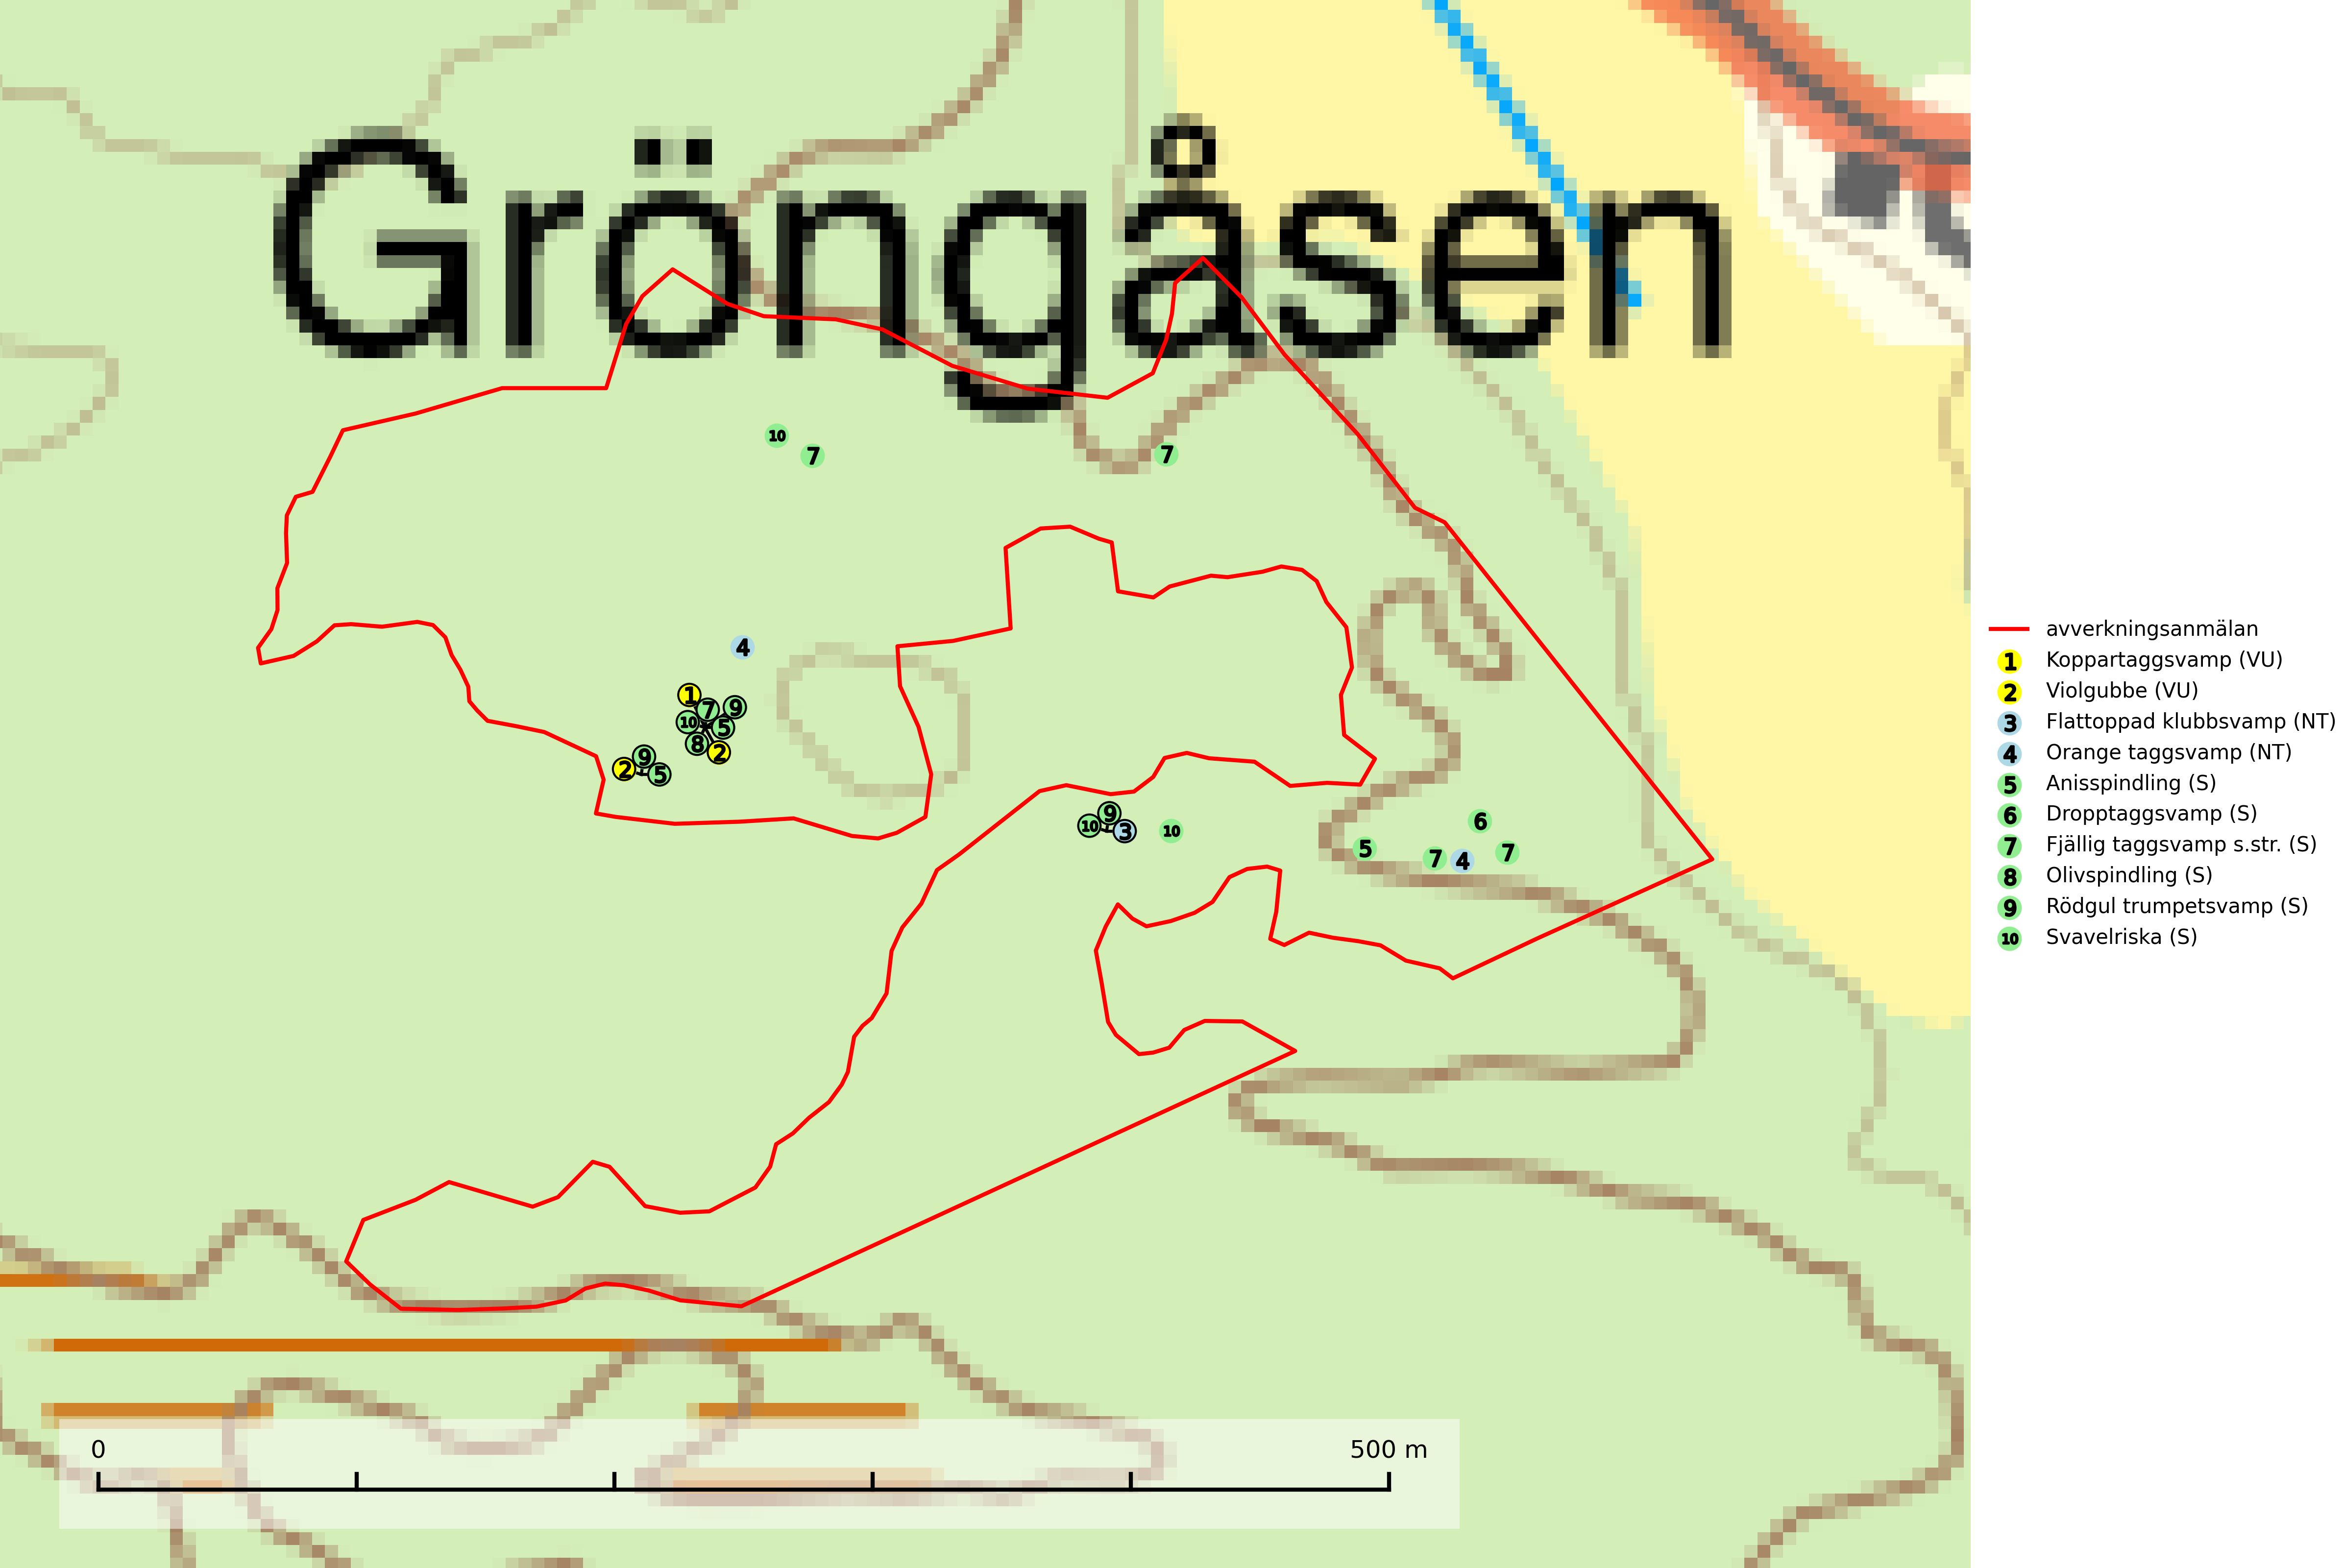 Gröngåsen
10
7
7
4
1
7
9
10
5
8
2
9
2
5
9
10
3
10
6
5
7
4
7
avverkningsanmälan
1 Koppartaggsvamp (VU)
2 Violgubbe (VU)
3 Flattoppad klubbsvamp (NT)
4 Orange taggsvamp (NT)
5 Anisspindling (S)
6 Dropptaggsvamp (S)
7 Fjällig taggsvamp s.str. (S)
8 Olivspindling (S)
9 Rödgul trumpetsvamp (S)
10 Svavelriska (S)
0 500 m